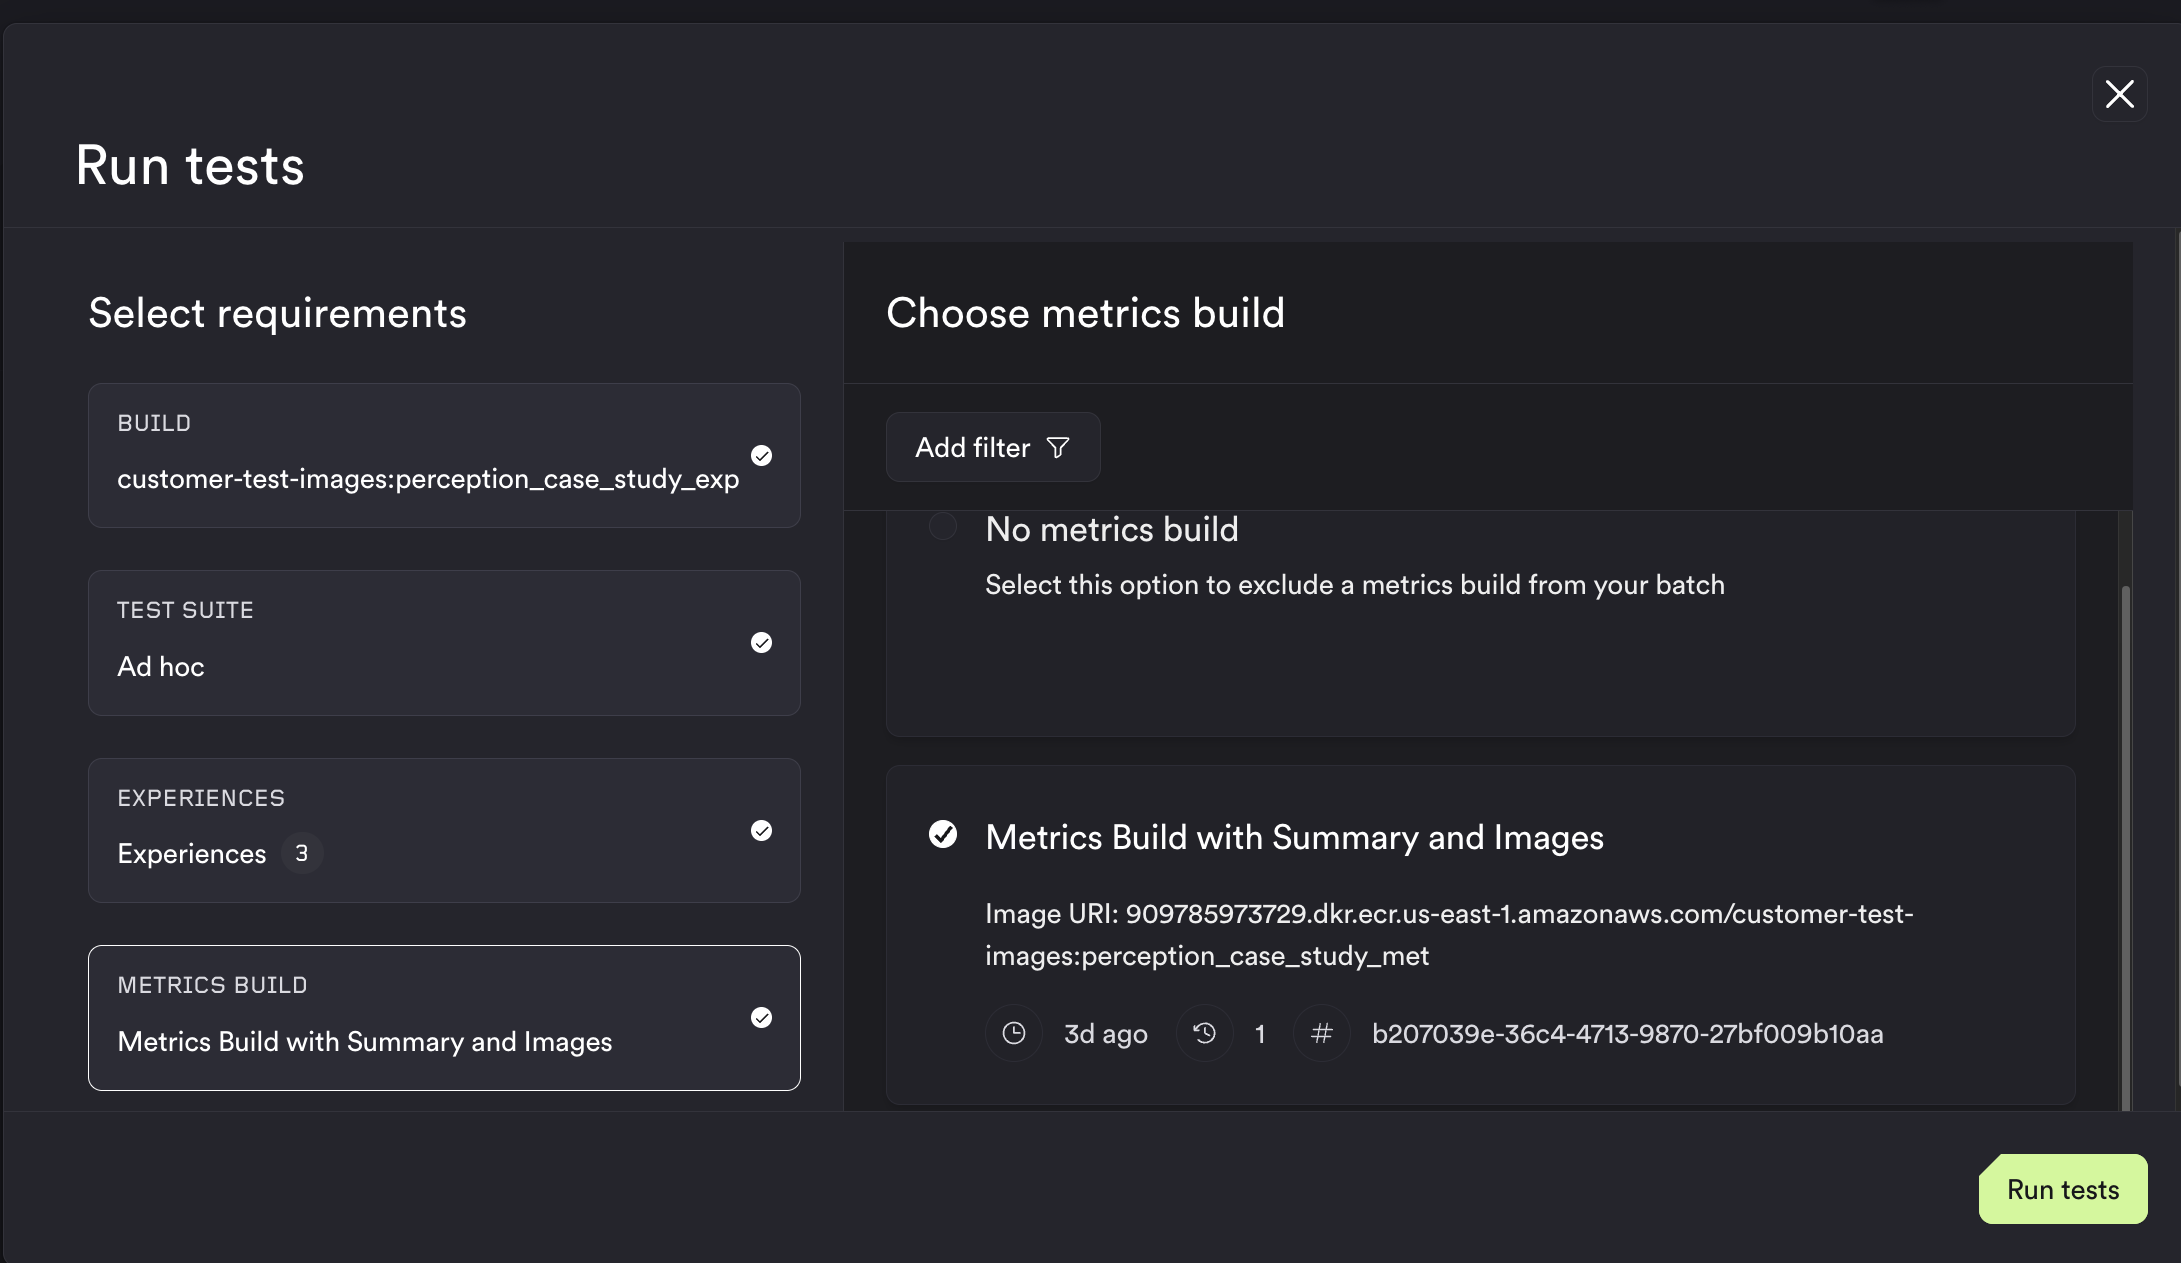 Run tests
Select requirements
BUILD
customer-test-images:perception_case_study_exp
TEST SUITE
Ad hoc
EXPERIENCES
Experiences 3
METRICS BUILD
Metrics Build with Summary and Images
Choose metrics build
Add filter
No metrics build
Select this option to exclude a metrics build from your batch
Metrics Build with Summary and Images
Image URI: 909785973729.dkr.ecr.us-east-1.amazonaws.com/customer-test-
images:perception_case_study_met
3d ago 1 # b207039e-36c4-4713-9870-27bf009b10aa
Run tests